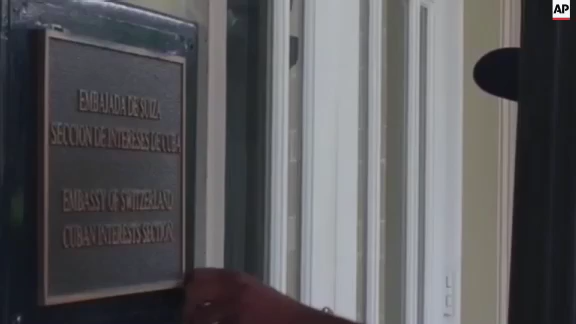 AP
EMBAJADA DE SUIZA
SECCION DE INTERESES DE CUBA
EMBASSY OF SWITZERLAND
CUBAN INTERESTS SECTION